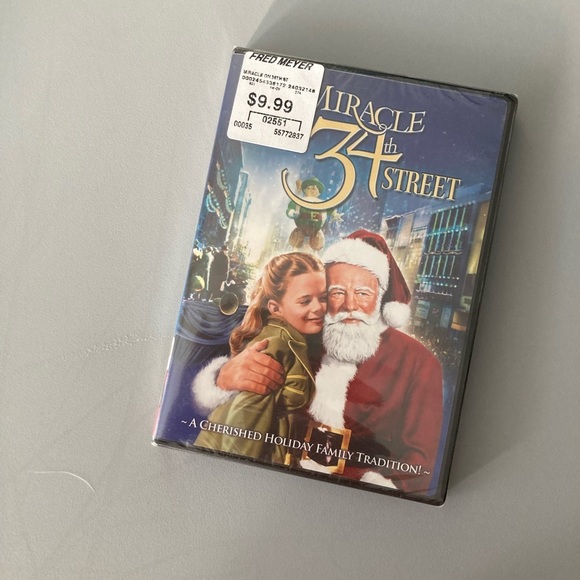 FRED MEYER
MIRACLE ON 34TH ST
$9.99
02551
00035
55772837
MIRACLE
34th
STREET
~ A CHERISHED HOLIDAY FAMILY TRADITION! ~